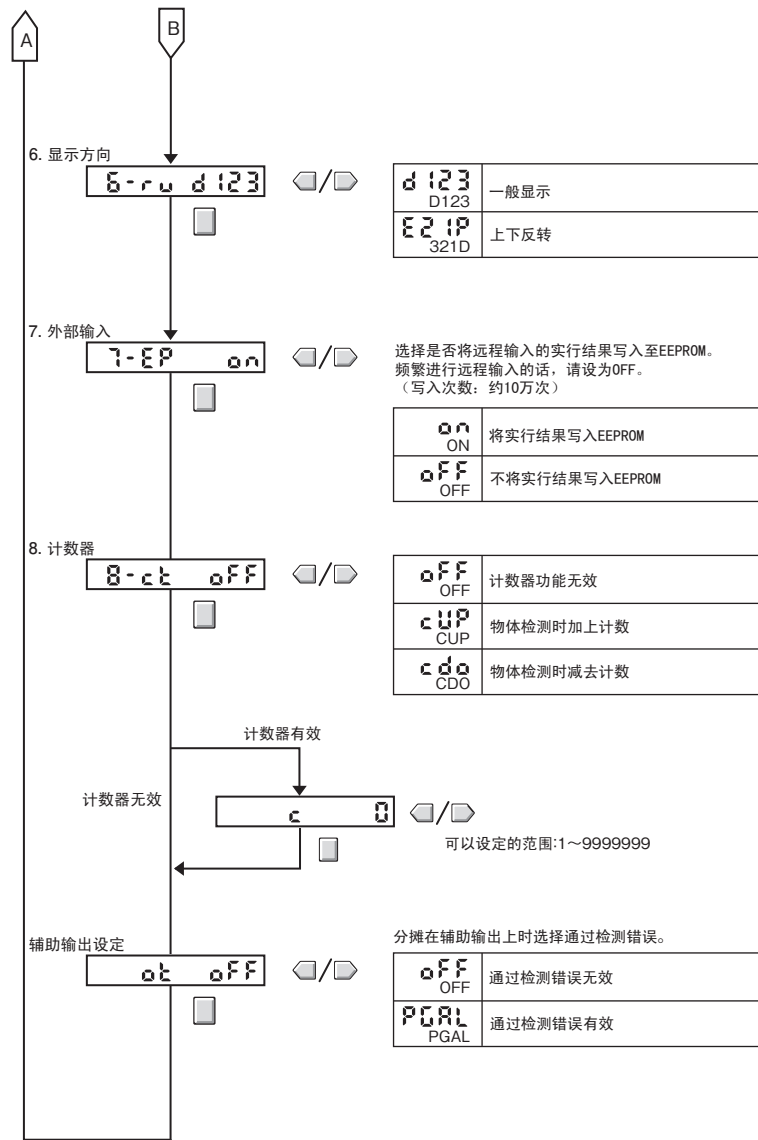 A
B
6. 显示方向
6-rv d123
d123
D123
一般显示
321D
上下反转
7. 外部输入
7-EP on
选择是否将远程输入的实行结果写入至EEPROM。
频繁进行远程输入的话，请设为OFF。
（写入次数：约10万次）
on
ON
将实行结果写入EEPROM
oFF
OFF
不将实行结果写入EEPROM
8. 计数器
8-ct oFF
oFF
OFF
计数器功能无效
cUP
CUP
物体检测时加上计数
cdo
CDO
物体检测时减去计数
计数器有效
计数器无效
c 0
可以设定的范围:1～9999999
辅助输出设定
ot oFF
分摊在辅助输出上时选择通过检测错误。
oFF
OFF
通过检测错误无效
PGAL
PGAL
通过检测错误有效